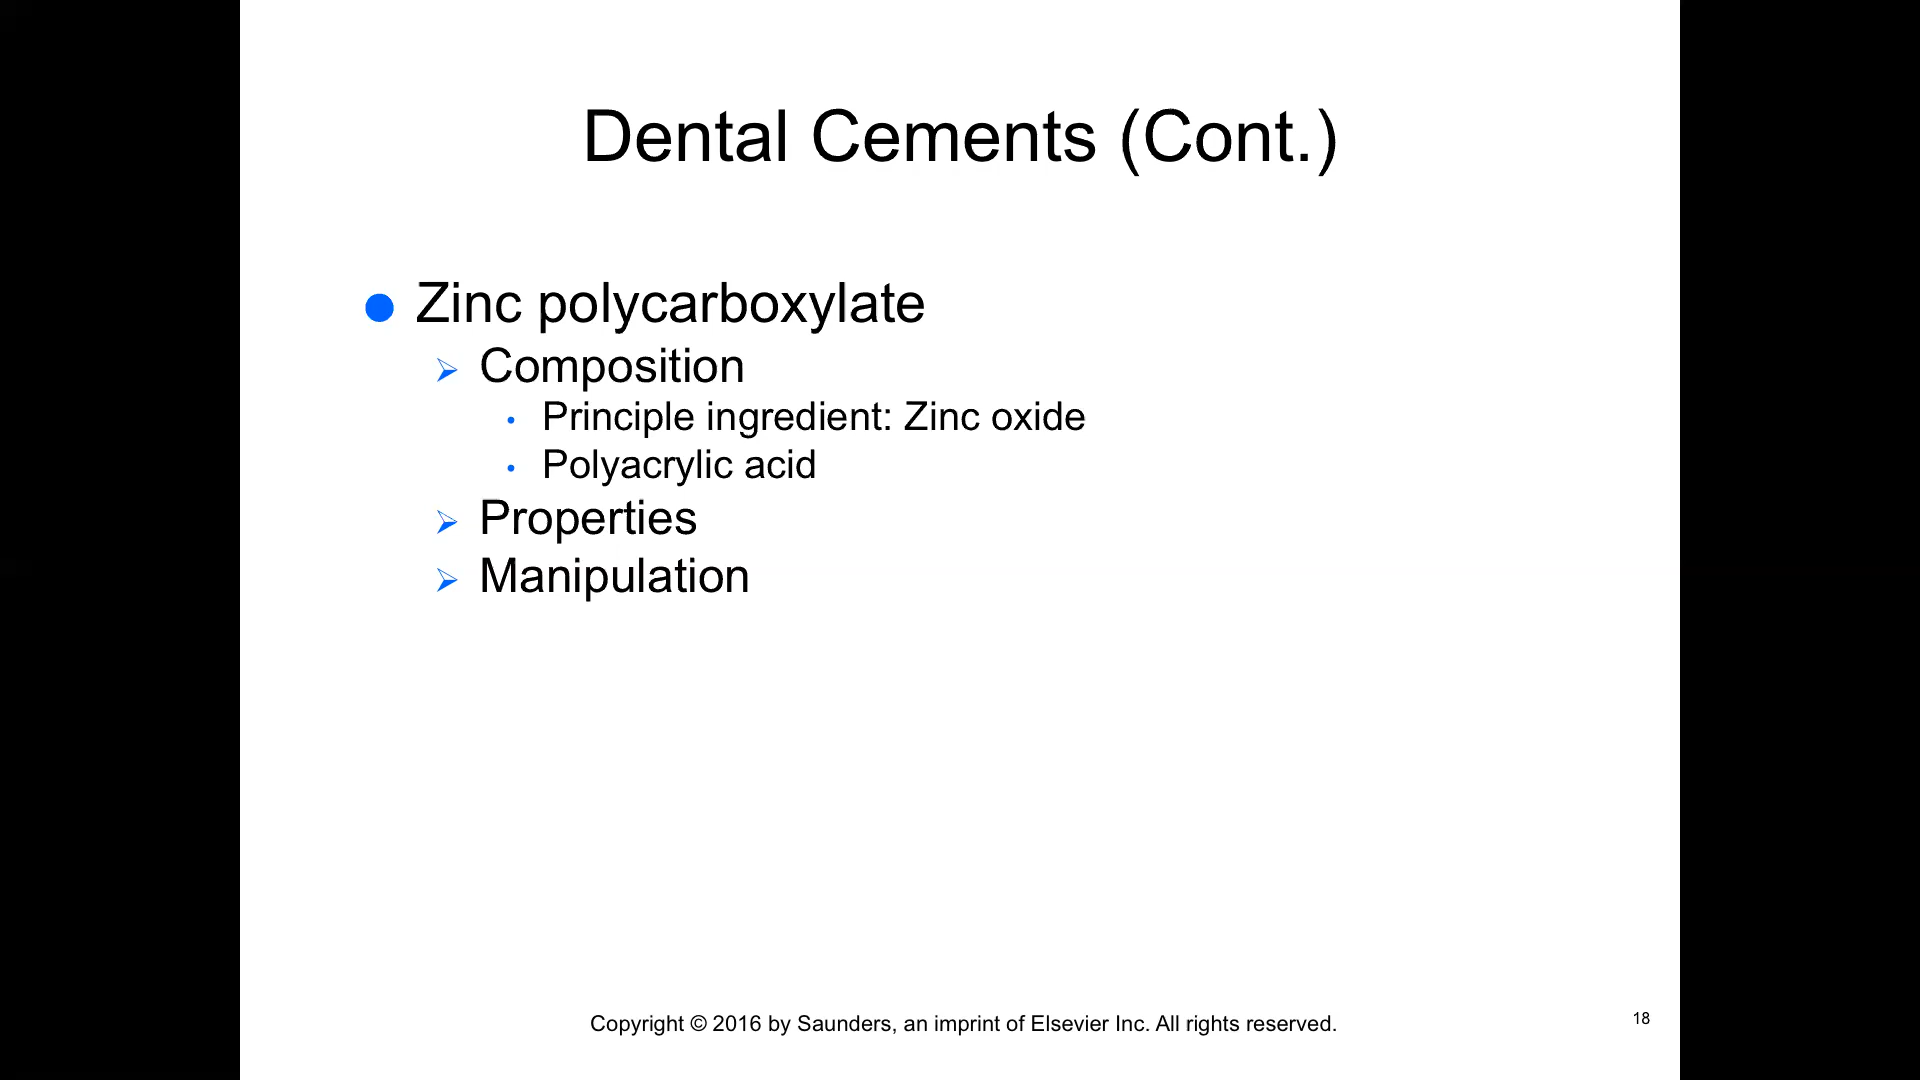 Dental Cements (Cont.)
Zinc polycarboxylate
Composition
Principle ingredient: Zinc oxide
Polyacrylic acid
Properties
Manipulation
Copyright © 2016 by Saunders, an imprint of Elsevier Inc. All rights reserved.
18